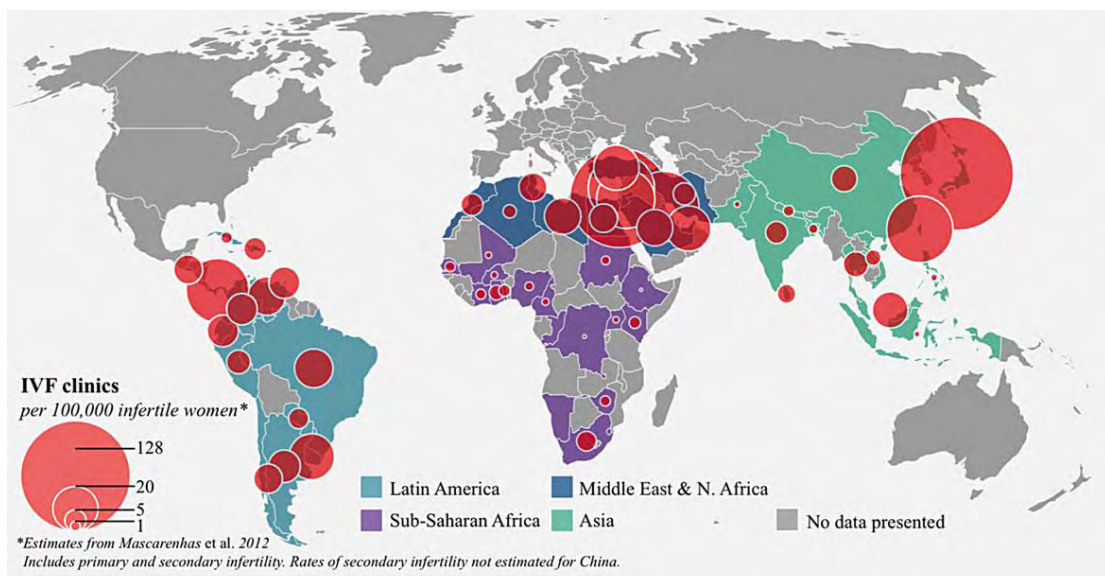 IVF clinics
per 100,000 infertile women*
128
20
5
1
Latin America
Middle East & N. Africa
Sub-Saharan Africa
Asia
No data presented
*Estimates from Mascarenhas et al. 2012
Includes primary and secondary infertility. Rates of secondary infertility not estimated for China.